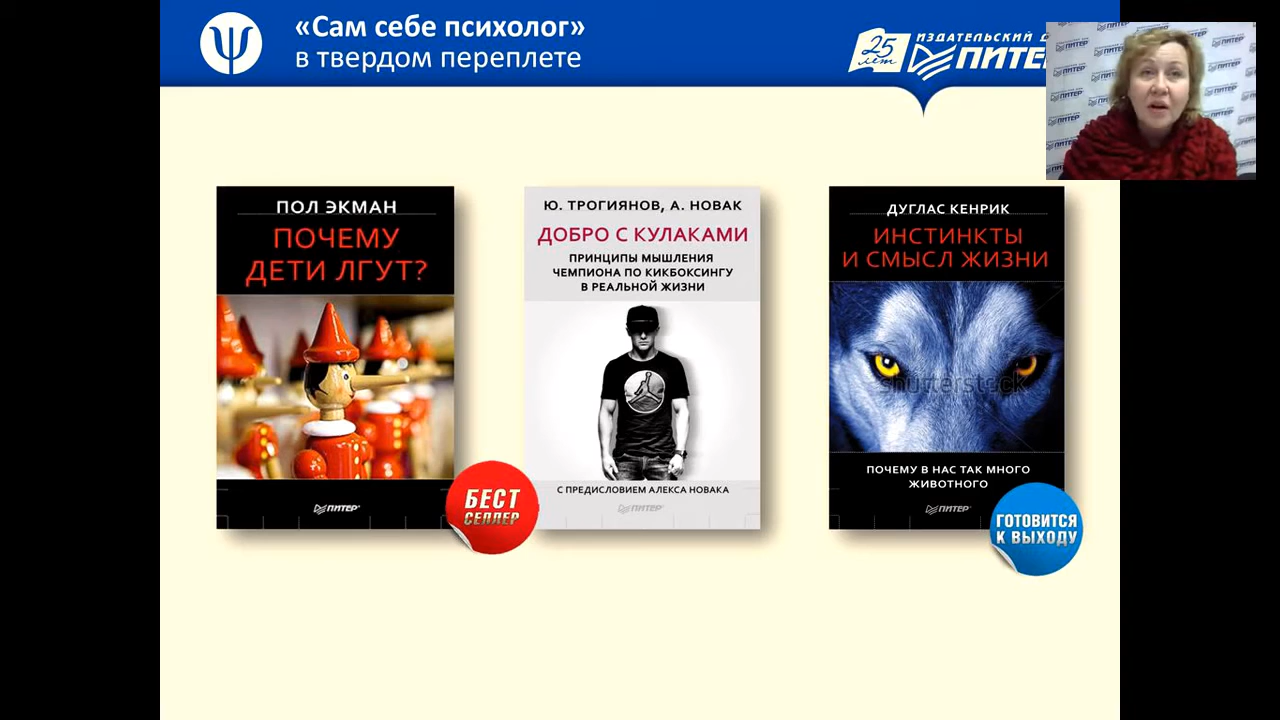 «Сам себе психолог»
в твердом переплете
25
лет
ИЗДАТЕЛЬСКИЙ
ПИТЕР
ПОЛ ЭКМАН
ПОЧЕМУ
ДЕТИ ЛГУТ?
ПИТЕР®
БЕСТ
СЕЛЛЕР
Ю. ТРОГИЯНОВ, А. НОВАК
ДОБРО С КУЛАКАМИ
ПРИНЦИПЫ МЫШЛЕНИЯ
ЧЕМПИОНА ПО КИКБОКСИНГУ
В РЕАЛЬНОЙ ЖИЗНИ
С ПРЕДИСЛОВИЕМ АЛЕКСА НОВАКА
ПИТЕР®
ДУГЛАС КЕНРИК
ИНСТИНКТЫ
И СМЫСЛ ЖИЗНИ
shutterstock
ПОЧЕМУ В НАС ТАК МНОГО
ЖИВОТНОГО
ПИТЕР®
ГОТОВИТСЯ
К ВЫХОДУ
ПИТЕР